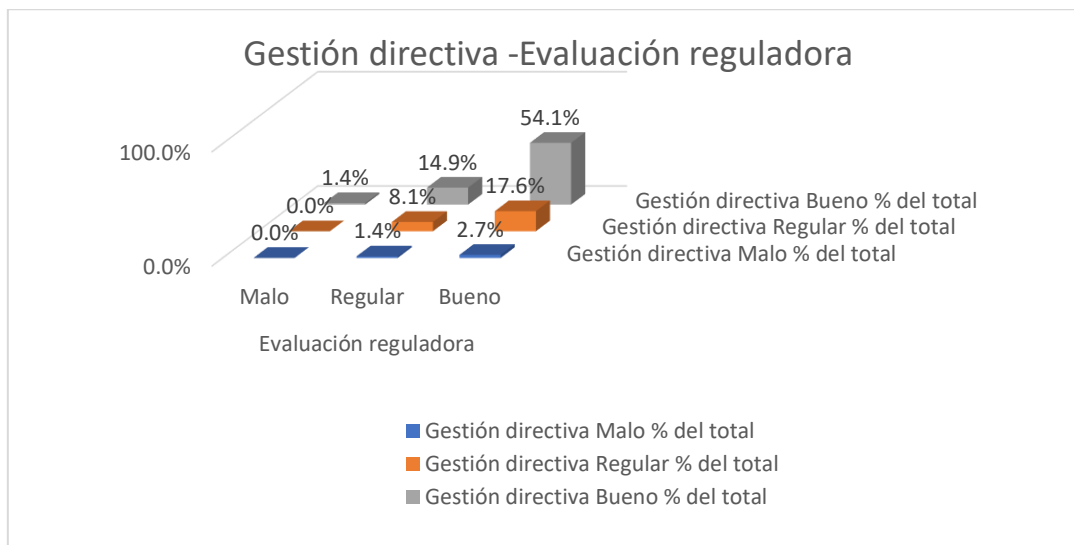 Gestión directiva -Evaluación reguladora
54.1%
100.0%
14.9%
17.6%
1.4%
8.1%
0.0%
Gestión directiva Bueno % del total
0.0%
1.4%
2.7%
Gestión directiva Regular % del total
Gestión directiva Malo % del total
0.0%
Malo Regular Bueno
Evaluación reguladora
Gestión directiva Malo % del total
Gestión directiva Regular % del total
Gestión directiva Bueno % del total